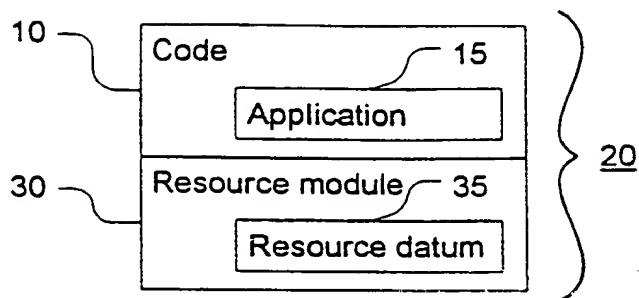 10
Code
15
Application
20
30
Resource module
35
Resource datum